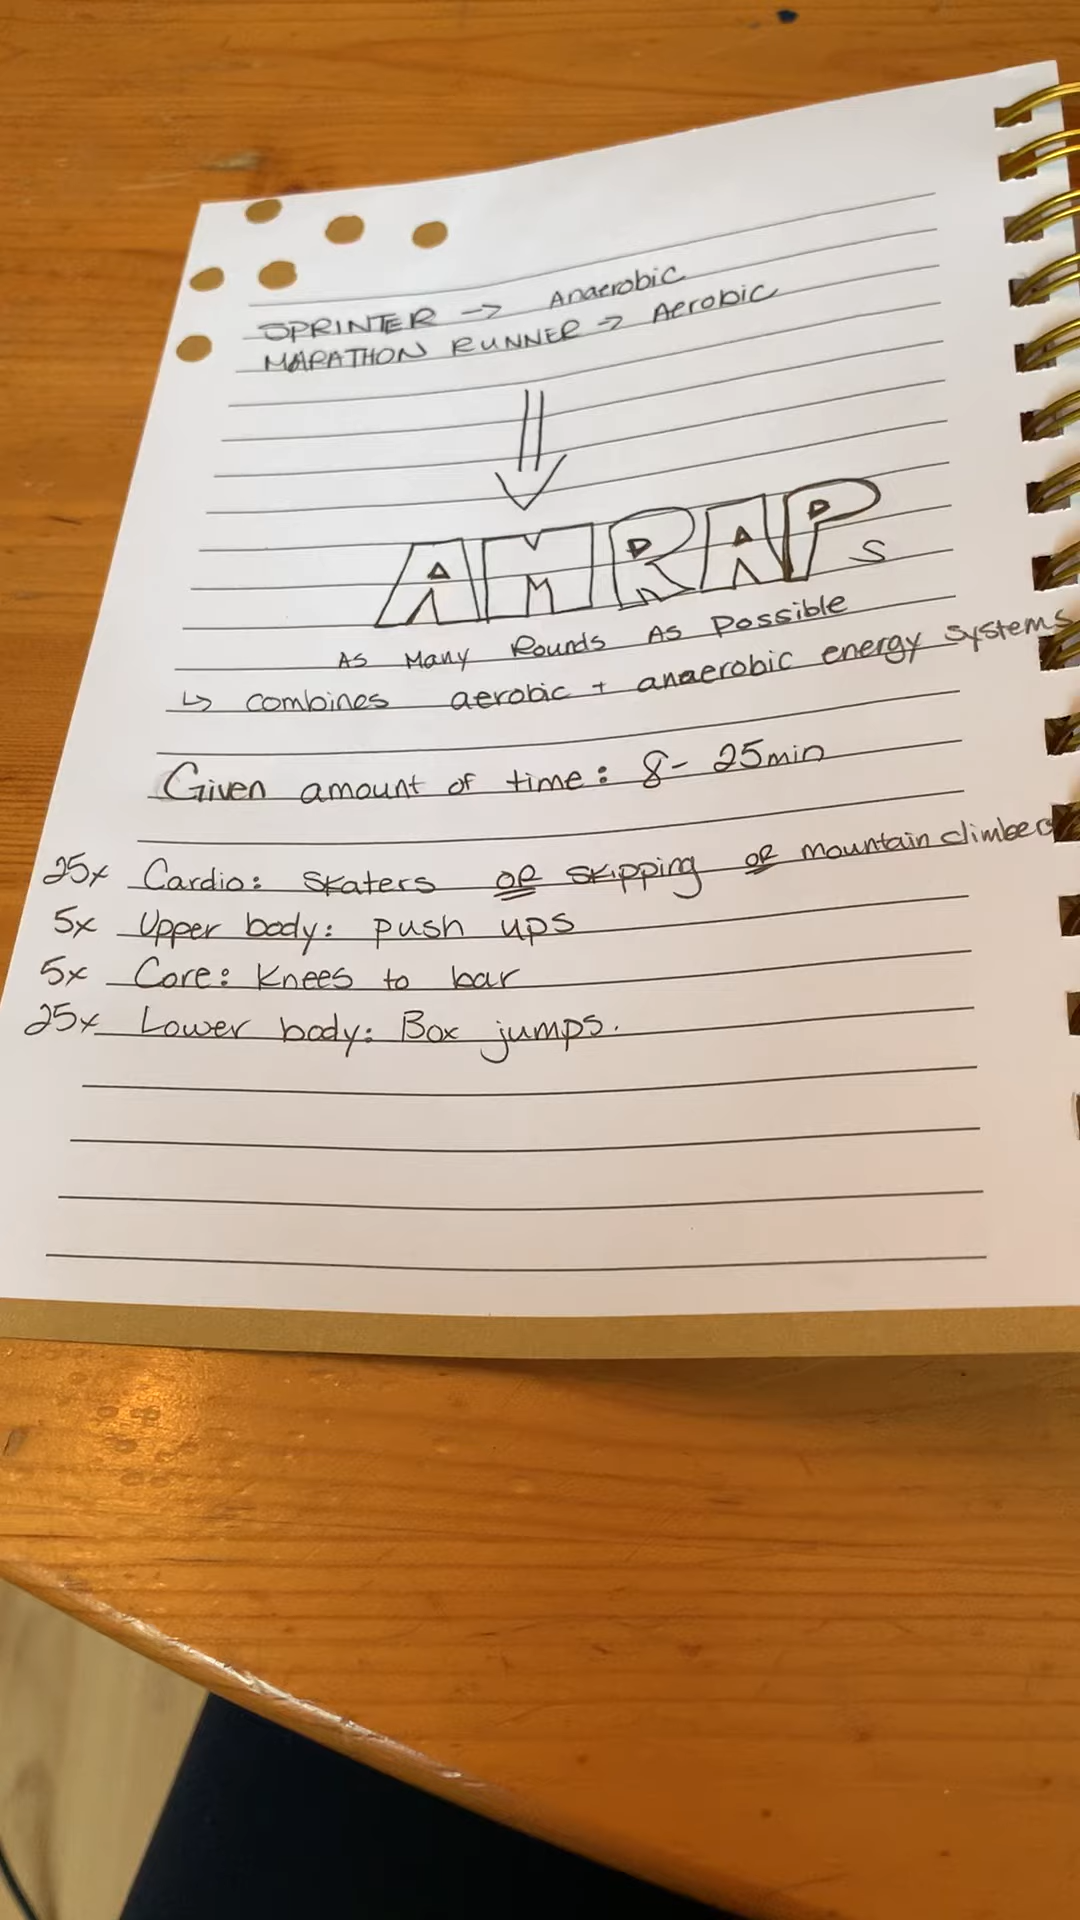 SPRINTER -> Anaerobic
MARATHON RUNNER -> Aerobic
AMRAPs
As Many Rounds As Possible
↳ combines aerobic + anaerobic energy systems
Given amount of time: 8 - 25min
25x Cardio: skaters OR skipping OR mountain climbers
5x Upper body: push ups
5x Core: Knees to bar
25x Lower body: Box jumps.